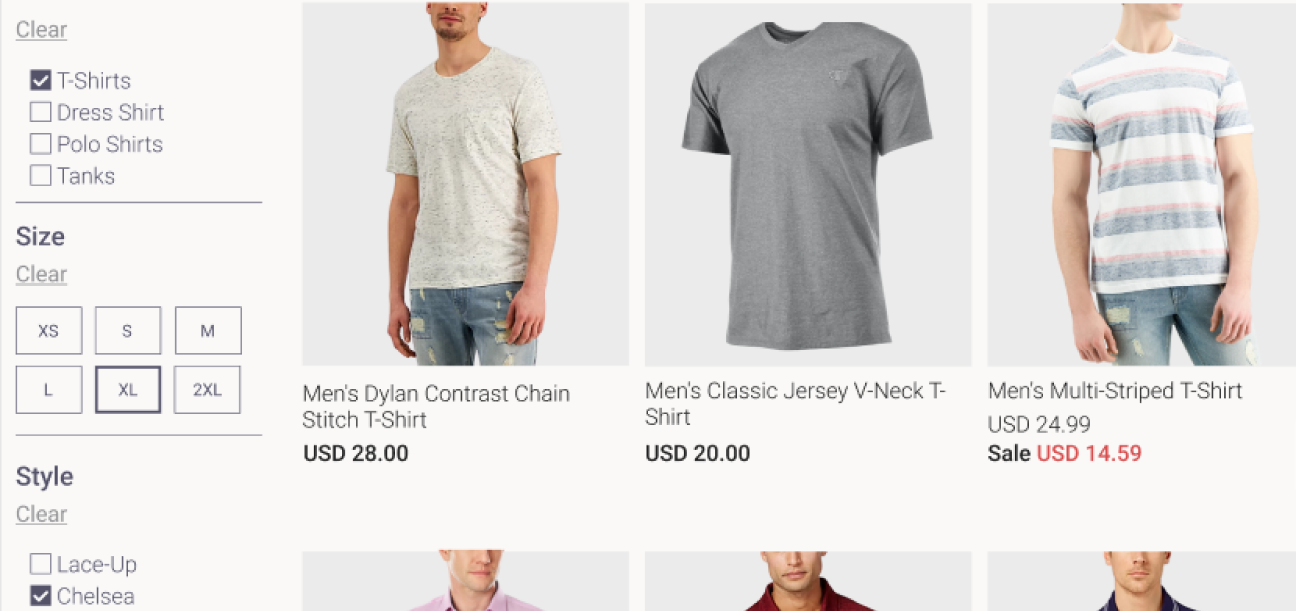 Clear
T-Shirts
Dress Shirt
Polo Shirts
Tanks
Size
Clear
XS
S
M
L
XL
2XL
Style
Clear
Lace-Up
Chelsea
Men's Dylan Contrast Chain
Stitch T-Shirt
USD 28.00
Men's Classic Jersey V-Neck T-
Shirt
USD 20.00
Men's Multi-Striped T-Shirt
USD 24.99
Sale USD 14.59